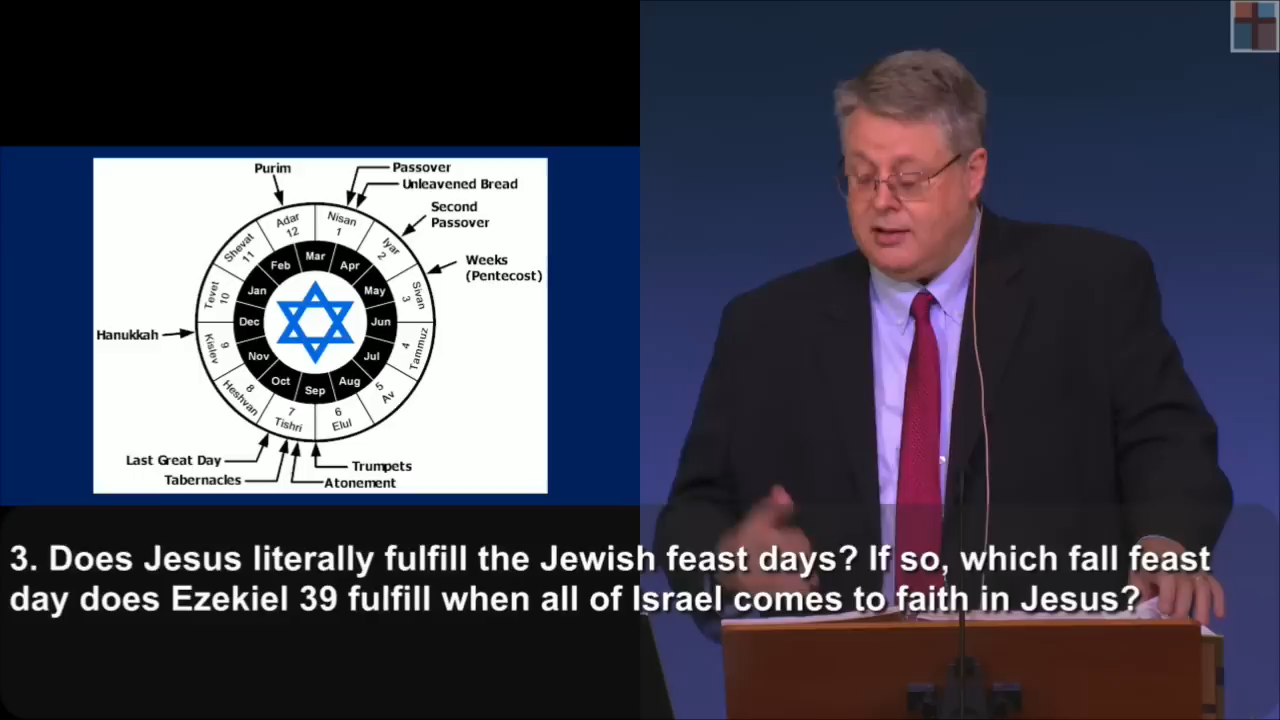 Purim
Passover
Unleavened Bread
Second
Passover
Weeks
(Pentecost)
Hanukkah
Last Great Day
Tabernacles
Trumpets
Atonement
Nisan
1
Iyar
2
Sivan
3
Tammuz
4
Av
5
Elul
6
Tishri
7
Heshvan
8
Kislev
9
Tevet
10
Shevat
11
Adar
12
Mar
Apr
May
Jun
Jul
Aug
Sep
Oct
Nov
Dec
Jan
Feb
3. Does Jesus literally fulfill the Jewish feast days? If so, which fall feast
day does Ezekiel 39 fulfill when all of Israel comes to faith in Jesus?